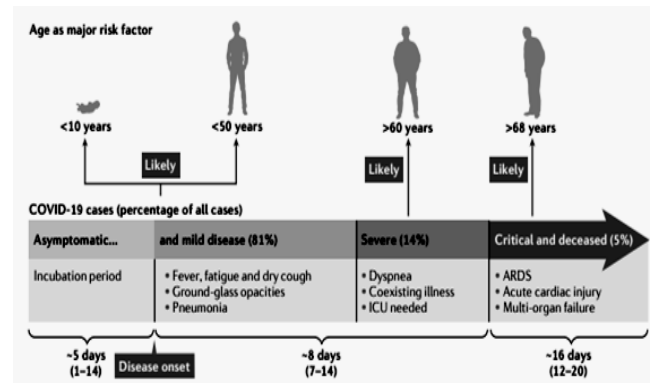 Age as major risk factor
<10 years
<50 years
>60 years
>68 years
Likely
Likely
Likely
COVID-19 cases (percentage of all cases)
Asymptomatic...
and mild disease (81%)
Severe (14%)
Critical and deceased (5%)
Incubation period
• Fever, fatigue and dry cough
• Ground-glass opacities
• Pneumonia
• Dyspnea
• Coexisting illness
• ICU needed
• ARDS
• Acute cardiac injury
• Multi-organ failure
~5 days
(1–14)
Disease onset
~8 days
(7–14)
~16 days
(12–20)